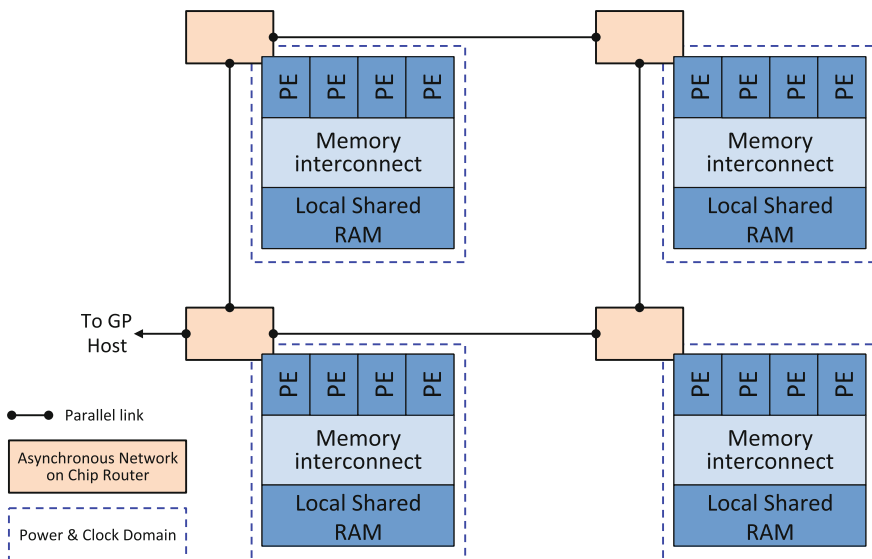 PE PE PE PE
Memory
interconnect
Local Shared
RAM
PE PE PE PE
Memory
interconnect
Local Shared
RAM
To GP
Host
PE PE PE PE
Memory
interconnect
Local Shared
RAM
PE PE PE PE
Memory
interconnect
Local Shared
RAM
Parallel link
Asynchronous Network
on Chip Router
Power & Clock Domain